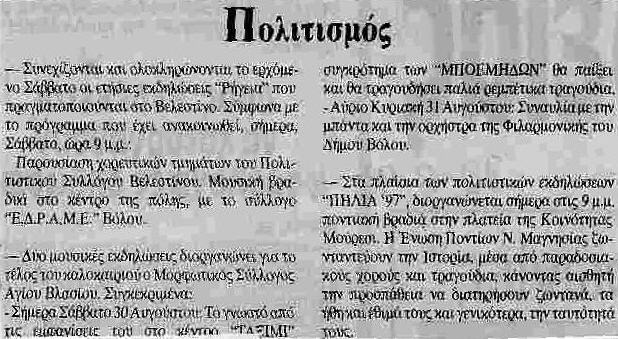 Πολιτισμός
— Συνεχίζονται και ολοκληρώνονται το ερχόμε-
νο Σάββατο οι ετήσιες εκδηλώσεις "Ρήγεια" που
πραγματοποιούνται στο Βελεστίνο. Σύμφωνα με
το πρόγραμμα που έχει ανακοινωθεί, σήμερα,
Σάββατο, ώρα 9 μ.μ.:
Παρουσίαση χορευτικών τμημάτων του Πολι-
τιστικού Συλλόγου Βελεστίνου. Μουσική βρα-
διά στο κέντρο της πόλης, με το σύλλογο
"Ε.Δ.Ρ.Α.Μ.Ε." Βόλου.
— Δύο μουσικές εκδηλώσεις διοργανώνει για το
τέλος του καλοκαιριού ο Μορφωτικός Σύλλογος
Αγίου Βλασίου. Συγκεκριμένα:
- Σήμερα Σάββατο 30 Αυγούστου: Το γνωστό από
τις εμφανίσεις του στο κέντρο "ΤΑΞΙΜΙ"
συγκρότημα των "ΜΠΟΕΜΗΔΩΝ" θα παίξει
και θα τραγουδήσει παλιά ρεμπέτικα τραγούδια.
- Αύριο Κυριακή 31 Αυγούστου: Συναυλία με την
μπάντα και την ορχήστρα της Φιλαρμονικής του
Δήμου Βόλου.
— Στα πλαίσια των πολιτιστικών εκδηλώσεων
"ΠΗΛΙΑ '97", διοργανώνεται σήμερα στις 9 μ.μ.
ποντιακή βραδιά στην πλατεία της Κοινότητας
Μούρεσι. Η Ένωση Ποντίων Ν. Μαγνησίας ζω-
ντανεύουν την Ιστορία, μέσα από παραδοσια-
κούς χορούς και τραγούδια, κάνοντας αισθητή
την προσπάθεια να διατηρήσουν ζωντανά, τα
ήθη και έθιμά τους και γενικότερα, την ταυτότητά
τους.